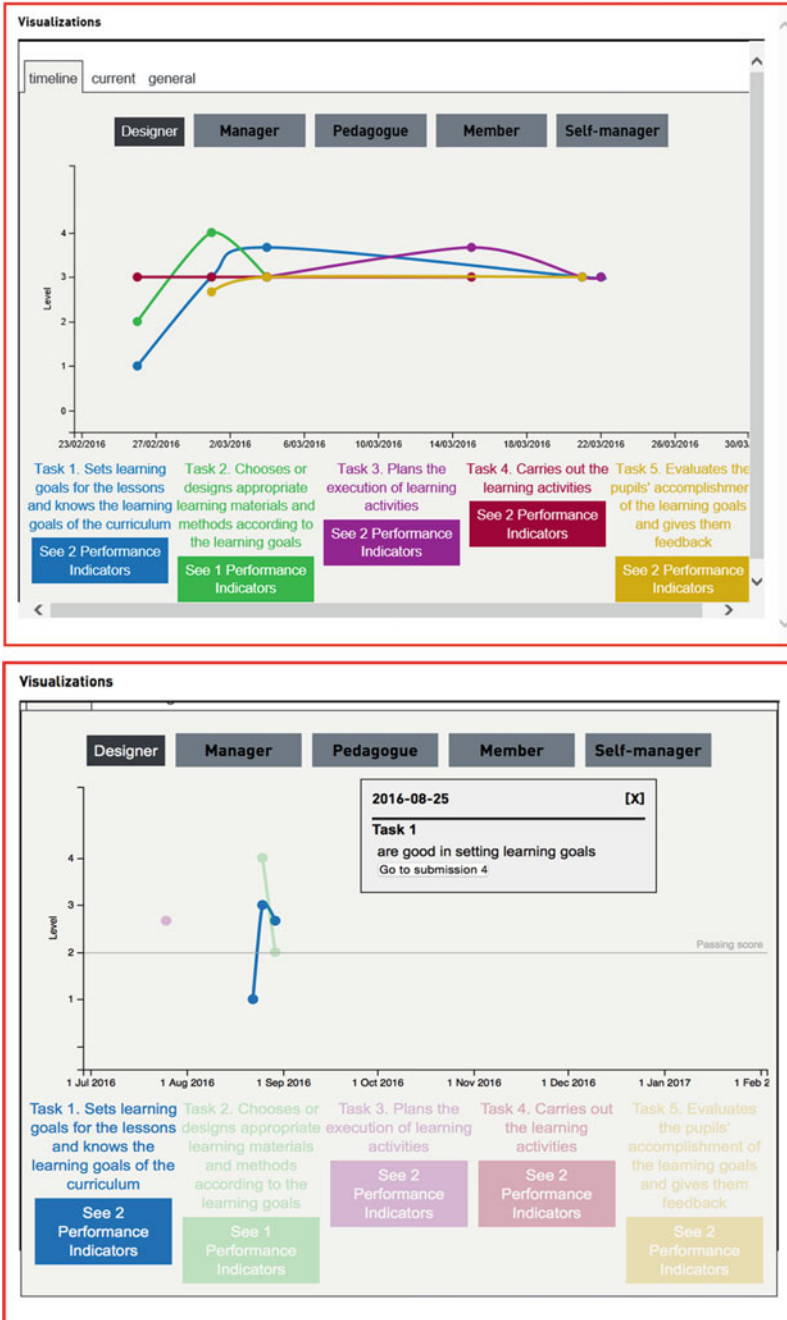 Visualizations
timeline current general
Designer Manager Pedagogue Member Self-manager
4
3
Level
2
1
0
23/02/2016 27/02/2016 2/03/2016 6/03/2016 10/03/2016 14/03/2016 18/03/2016 22/03/2016 26/03/2016 30/03.
Task 1. Sets learning
goals for the lessons
and knows the learning
goals of the curriculum
See 2 Performance
Indicators
Task 2. Chooses or
designs appropriate
learning materials and
methods according to
the learning goals
See 1 Performance
Indicators
Task 3. Plans the
execution of learning
activities
See 2 Performance
Indicators
Task 4. Carries out the
learning activities
See 2 Performance
Indicators
Task 5. Evaluates the
pupils' accomplishmer
of the learning goals
and gives them
feedback
See 2 Performance
Indicators
Visualizations
Designer Manager Pedagogue Member Self-manager
2016-08-25 [X]
Task 1
are good in setting learning goals
Go to submission 4
4
3
Level
2
Passing score
1
1 Jul 2016 1 Aug 2016 1 Sep 2016 1 Oct 2016 1 Nov 2016 1 Dec 2016 1 Jan 2017 1 Feb 2
Task 1. Sets learning
goals for the lessons
and knows the
learning goals of the
curriculum
See 2
Performance
Indicators
Task 2. Chooses or
designs appropriate
learning materials
and methods
according to the
learning goals
See 1
Performance
Indicators
Task 3. Plans the
execution of learning
activities
See 2
Performance
Indicators
Task 4. Carries out
the learning
activities
See 2
Performance
Indicators
Task 5. Evaluates
the pupils'
accomplishment of
the learning goals
and gives them
feedback
See 2
Performance
Indicators